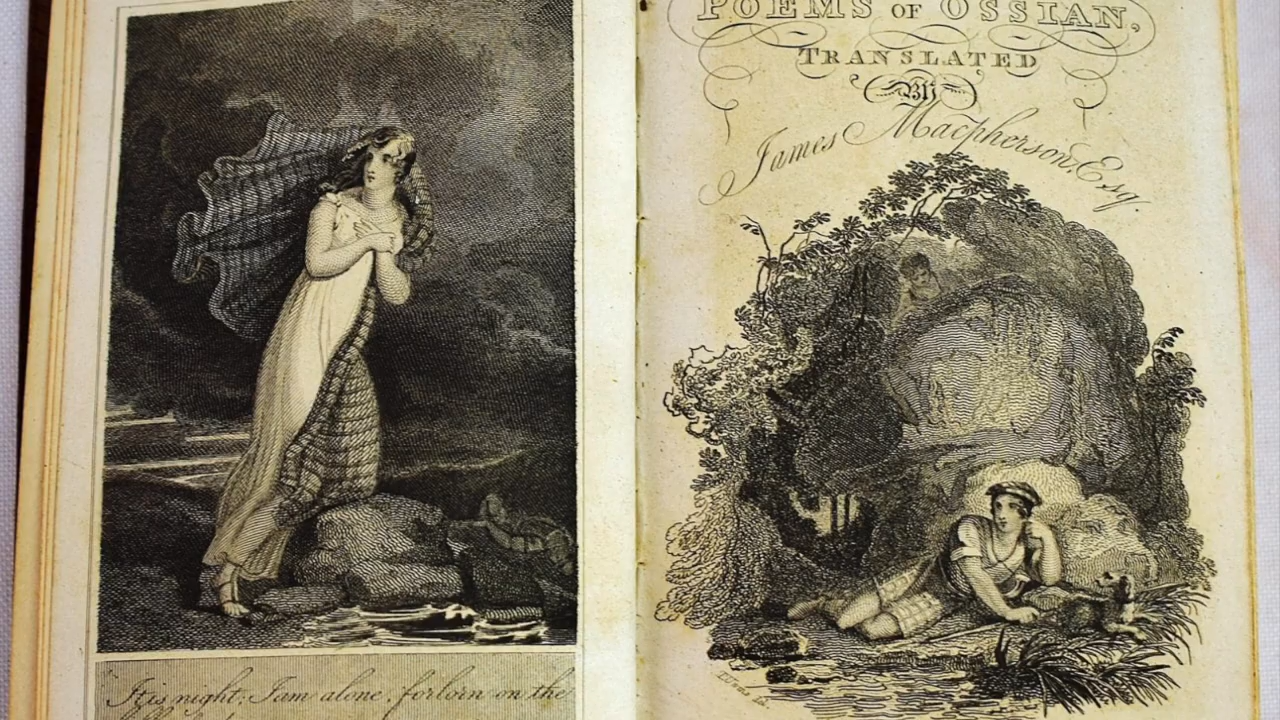 It is night; I am alone, forlorn on the
POEMS OF OSSIAN,
TRANSLATED
By
James Macpherson, Esq.